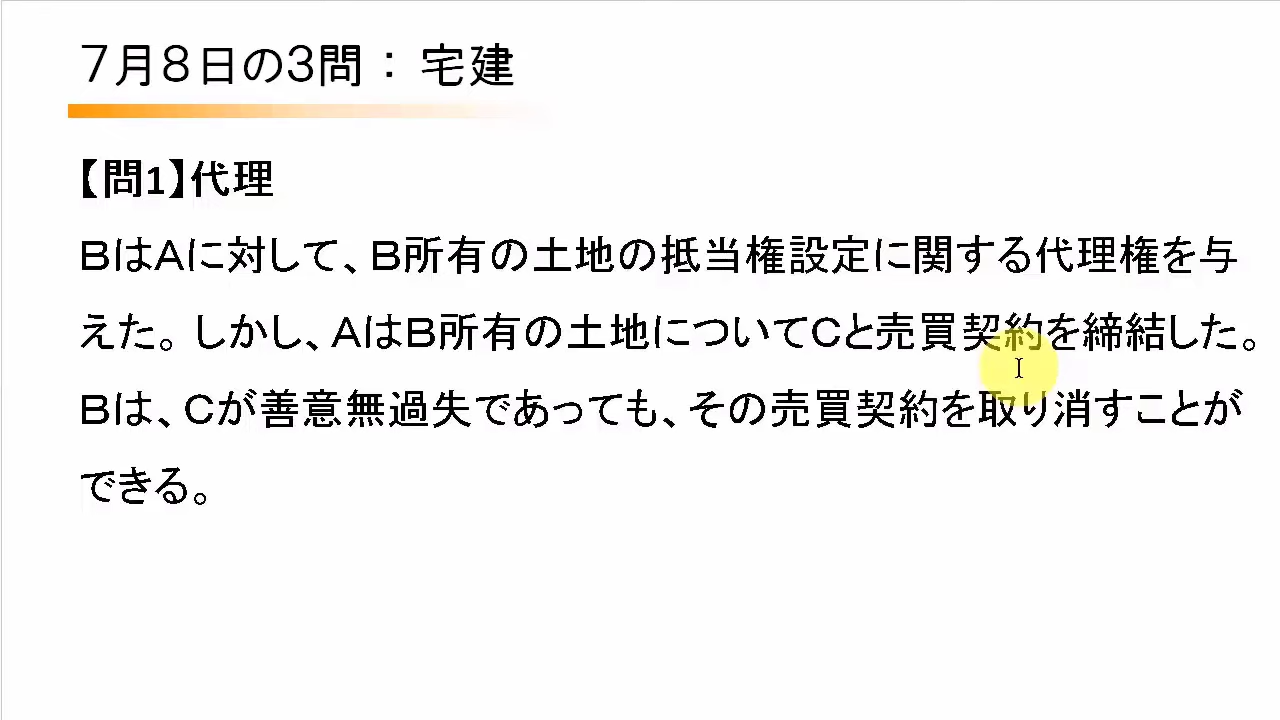 7月8日の3問：宅建
【問1】代理
BはAに対して、B所有の土地の抵当権設定に関する代理権を与
えた。しかし、AはB所有の土地についてCと売買契約を締結した。
Bは、Cが善意無過失であっても、その売買契約を取り消すことが
できる。